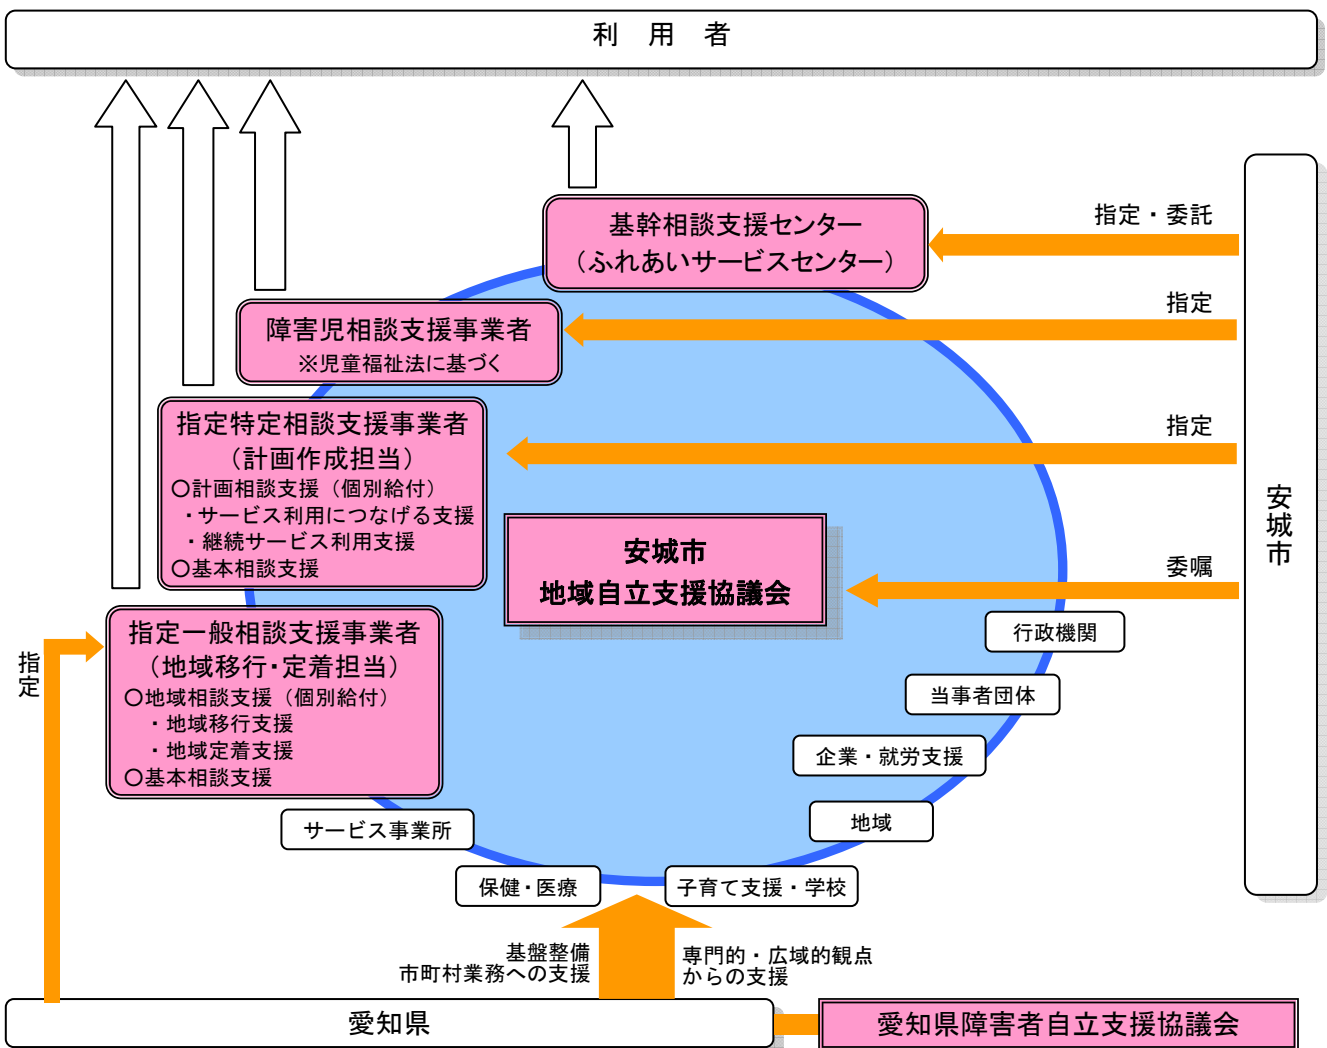 利　用　者
基幹相談支援センター
（ふれあいサービスセンター）
指定・委託
障害児相談支援事業者
※児童福祉法に基づく
指定
指定特定相談支援事業者
（計画作成担当）
○計画相談支援（個別給付）
・サービス利用につなげる支援
・継続サービス利用支援
○基本相談支援
指定
安城市
安城市
地域自立支援協議会
委嘱
指定一般相談支援事業者
（地域移行・定着担当）
○地域相談支援（個別給付）
・地域移行支援
・地域定着支援
○基本相談支援
指定
行政機関
当事者団体
企業・就労支援
地域
サービス事業所
保健・医療
子育て支援・学校
基盤整備
市町村業務への支援
専門的・広域的観点
からの支援
愛知県
愛知県障害者自立支援協議会